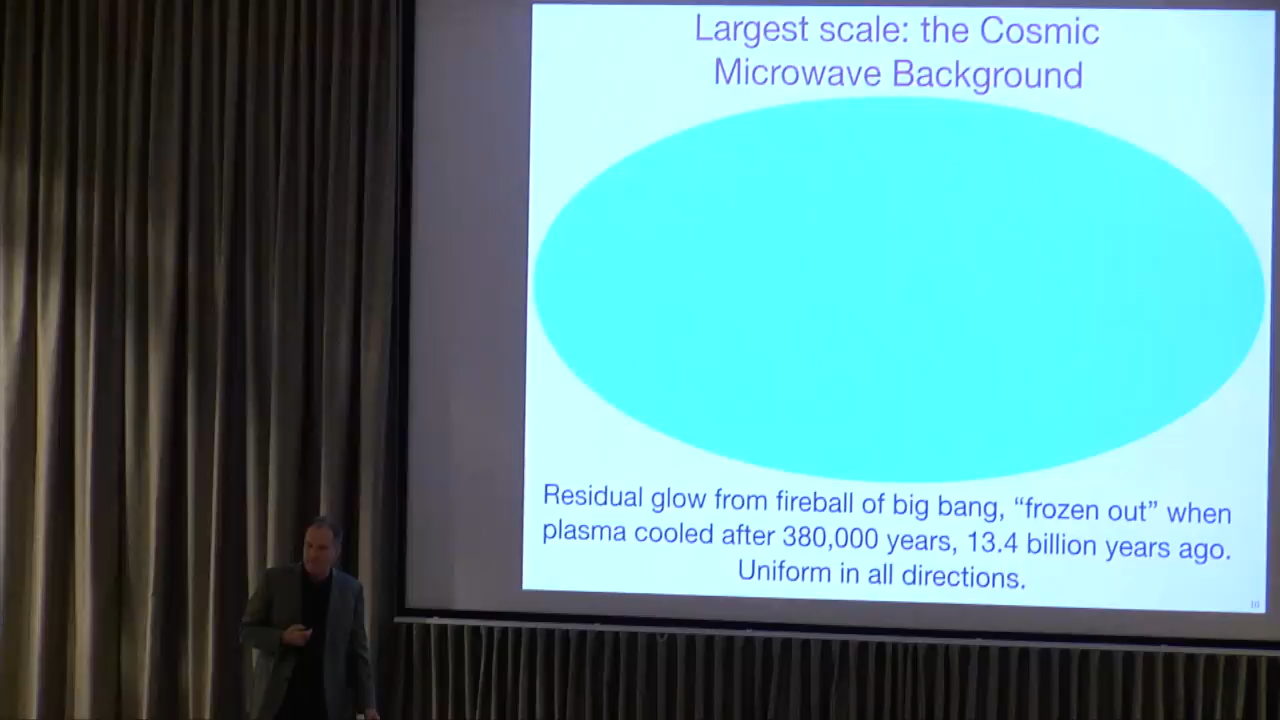 Largest scale: the Cosmic
Microwave Background
Residual glow from fireball of big bang, “frozen out” when
plasma cooled after 380,000 years, 13.4 billion years ago.
Uniform in all directions.